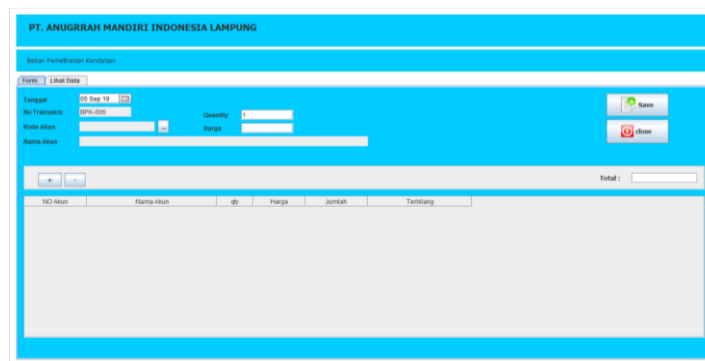 PT. ANUGRRAH MANDIRI INDONESIA LAMPUNG
Beban Pemeliharaan Kendaraan
Form Lihat Data
Tanggal 05 Sep 19
No Transaksi BPK-006
Quantity 1
Save
Kode Akun ...
Harga
close
Nama Akun
+ - Total :
NO Akun Nama Akun qty Harga Jumlah Terbilang